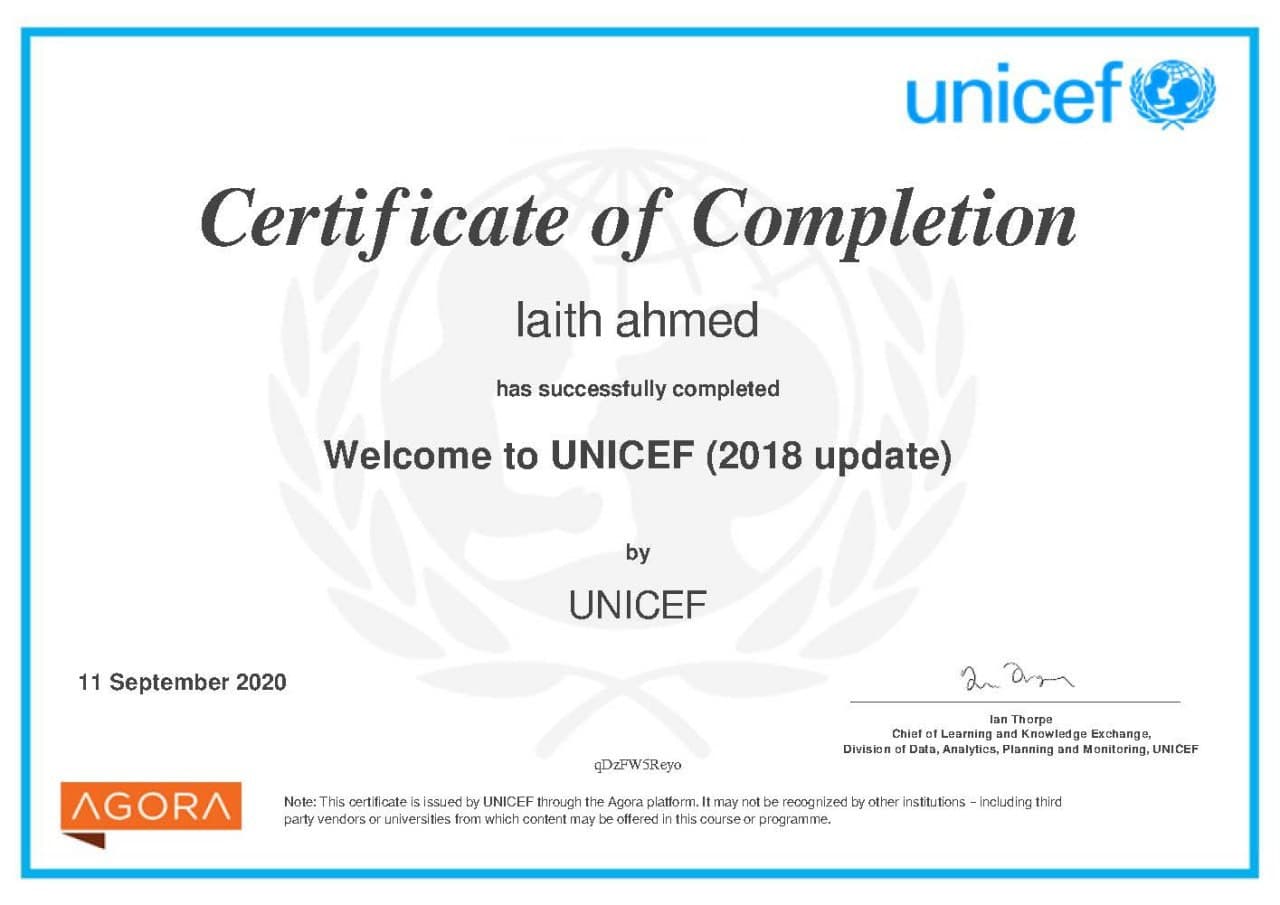 unicef
Certificate of Completion
laith ahmed
has successfully completed
Welcome to UNICEF (2018 update)
by
UNICEF
11 September 2020
Ian Thorpe
Chief of Learning and Knowledge Exchange,
Division of Data, Analytics, Planning and Monitoring, UNICEF
qDzFW5Reyo
AGORA
Note: This certificate is issued by UNICEF through the Agora platform. It may not be recognized by other institutions – including third
party vendors or universities from which content may be offered in this course or programme.